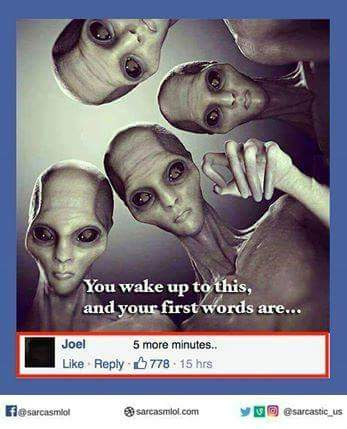 You wake up to this,
and your first words are...
Joel 5 more minutes..
Like · Reply · 778 · 15 hrs
@sarcasmlol sarcasmlol.com @sarcastic_us